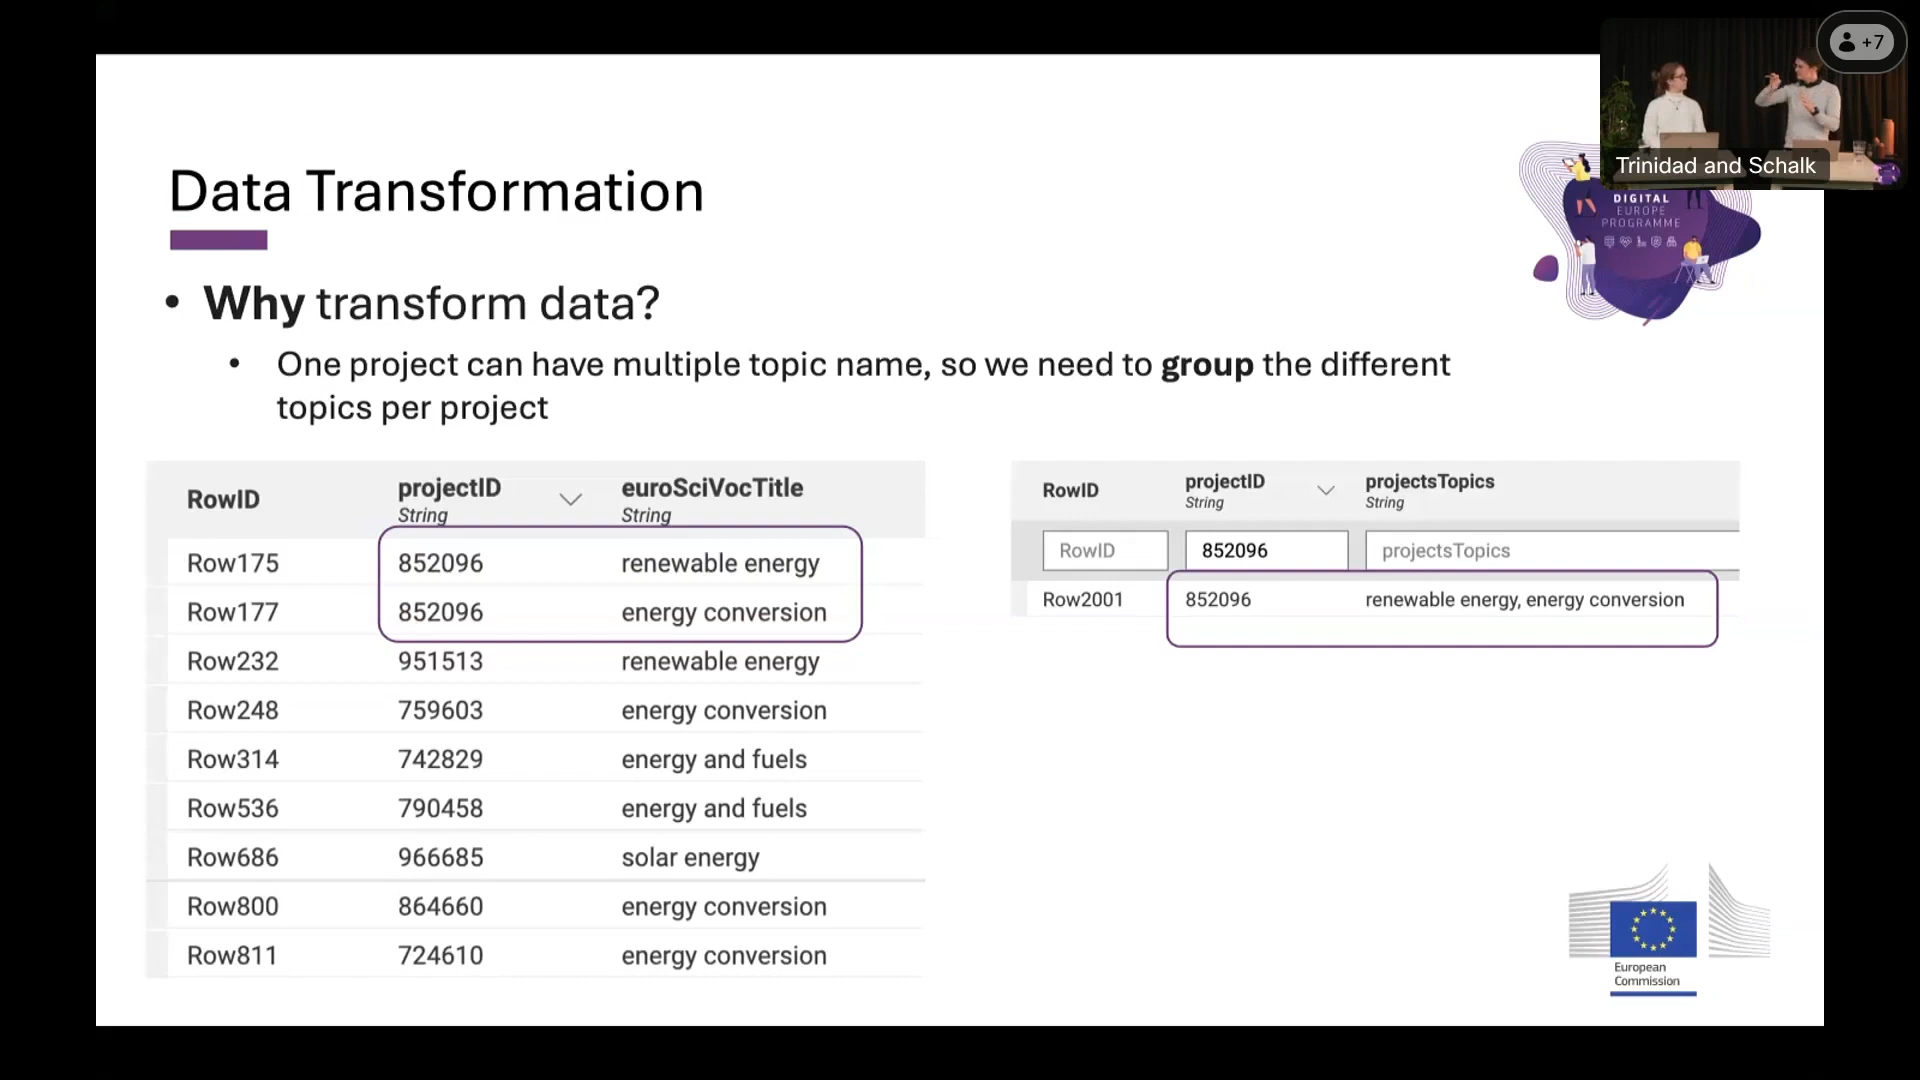 +7
Trinidad and Schalk
DIGITAL
EUROPE
PROGRAMME
Data Transformation
• Why transform data?
• One project can have multiple topic name, so we need to group the different
topics per project
RowID projectID euroSciVocTitle
String String
Row175 852096 renewable energy
Row177 852096 energy conversion
Row232 951513 renewable energy
Row248 759603 energy conversion
Row314 742829 energy and fuels
Row536 790458 energy and fuels
Row686 966685 solar energy
Row800 864660 energy conversion
Row811 724610 energy conversion
RowID projectID projectsTopics
String String
RowID 852096 projectsTopics
Row2001 852096 renewable energy, energy conversion
European
Commission